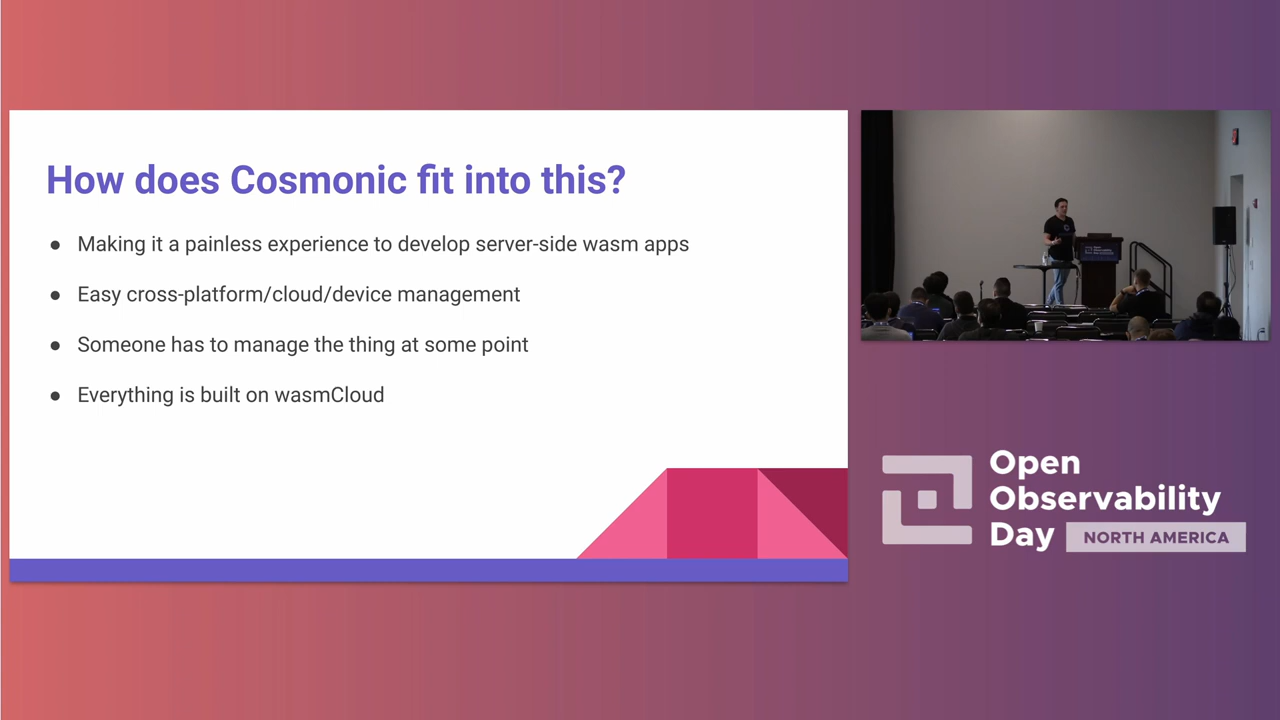 How does Cosmonic fit into this?
● Making it a painless experience to develop server-side wasm apps
● Easy cross-platform/cloud/device management
● Someone has to manage the thing at some point
● Everything is built on wasmCloud
Open
Observability
Day NORTH AMERICA